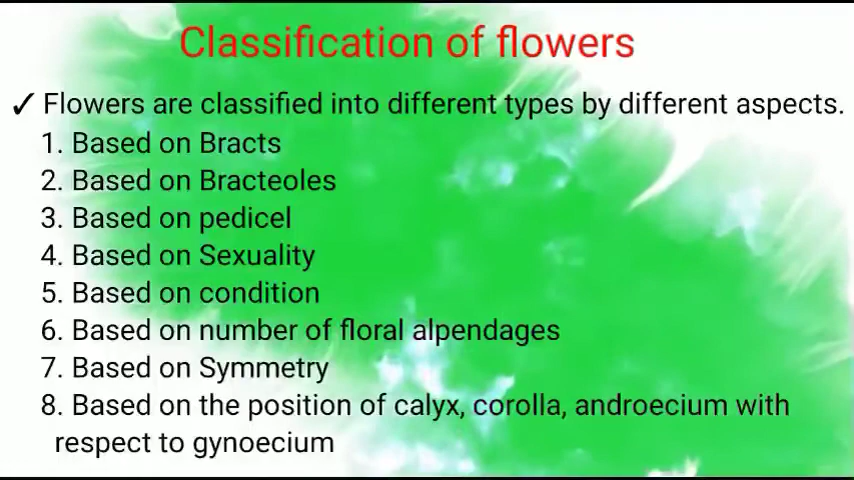 Classification of flowers
✓ Flowers are classified into different types by different aspects.
1. Based on Bracts
2. Based on Bracteoles
3. Based on pedicel
4. Based on Sexuality
5. Based on condition
6. Based on number of floral alpendages
7. Based on Symmetry
8. Based on the position of calyx, corolla, androecium with
respect to gynoecium